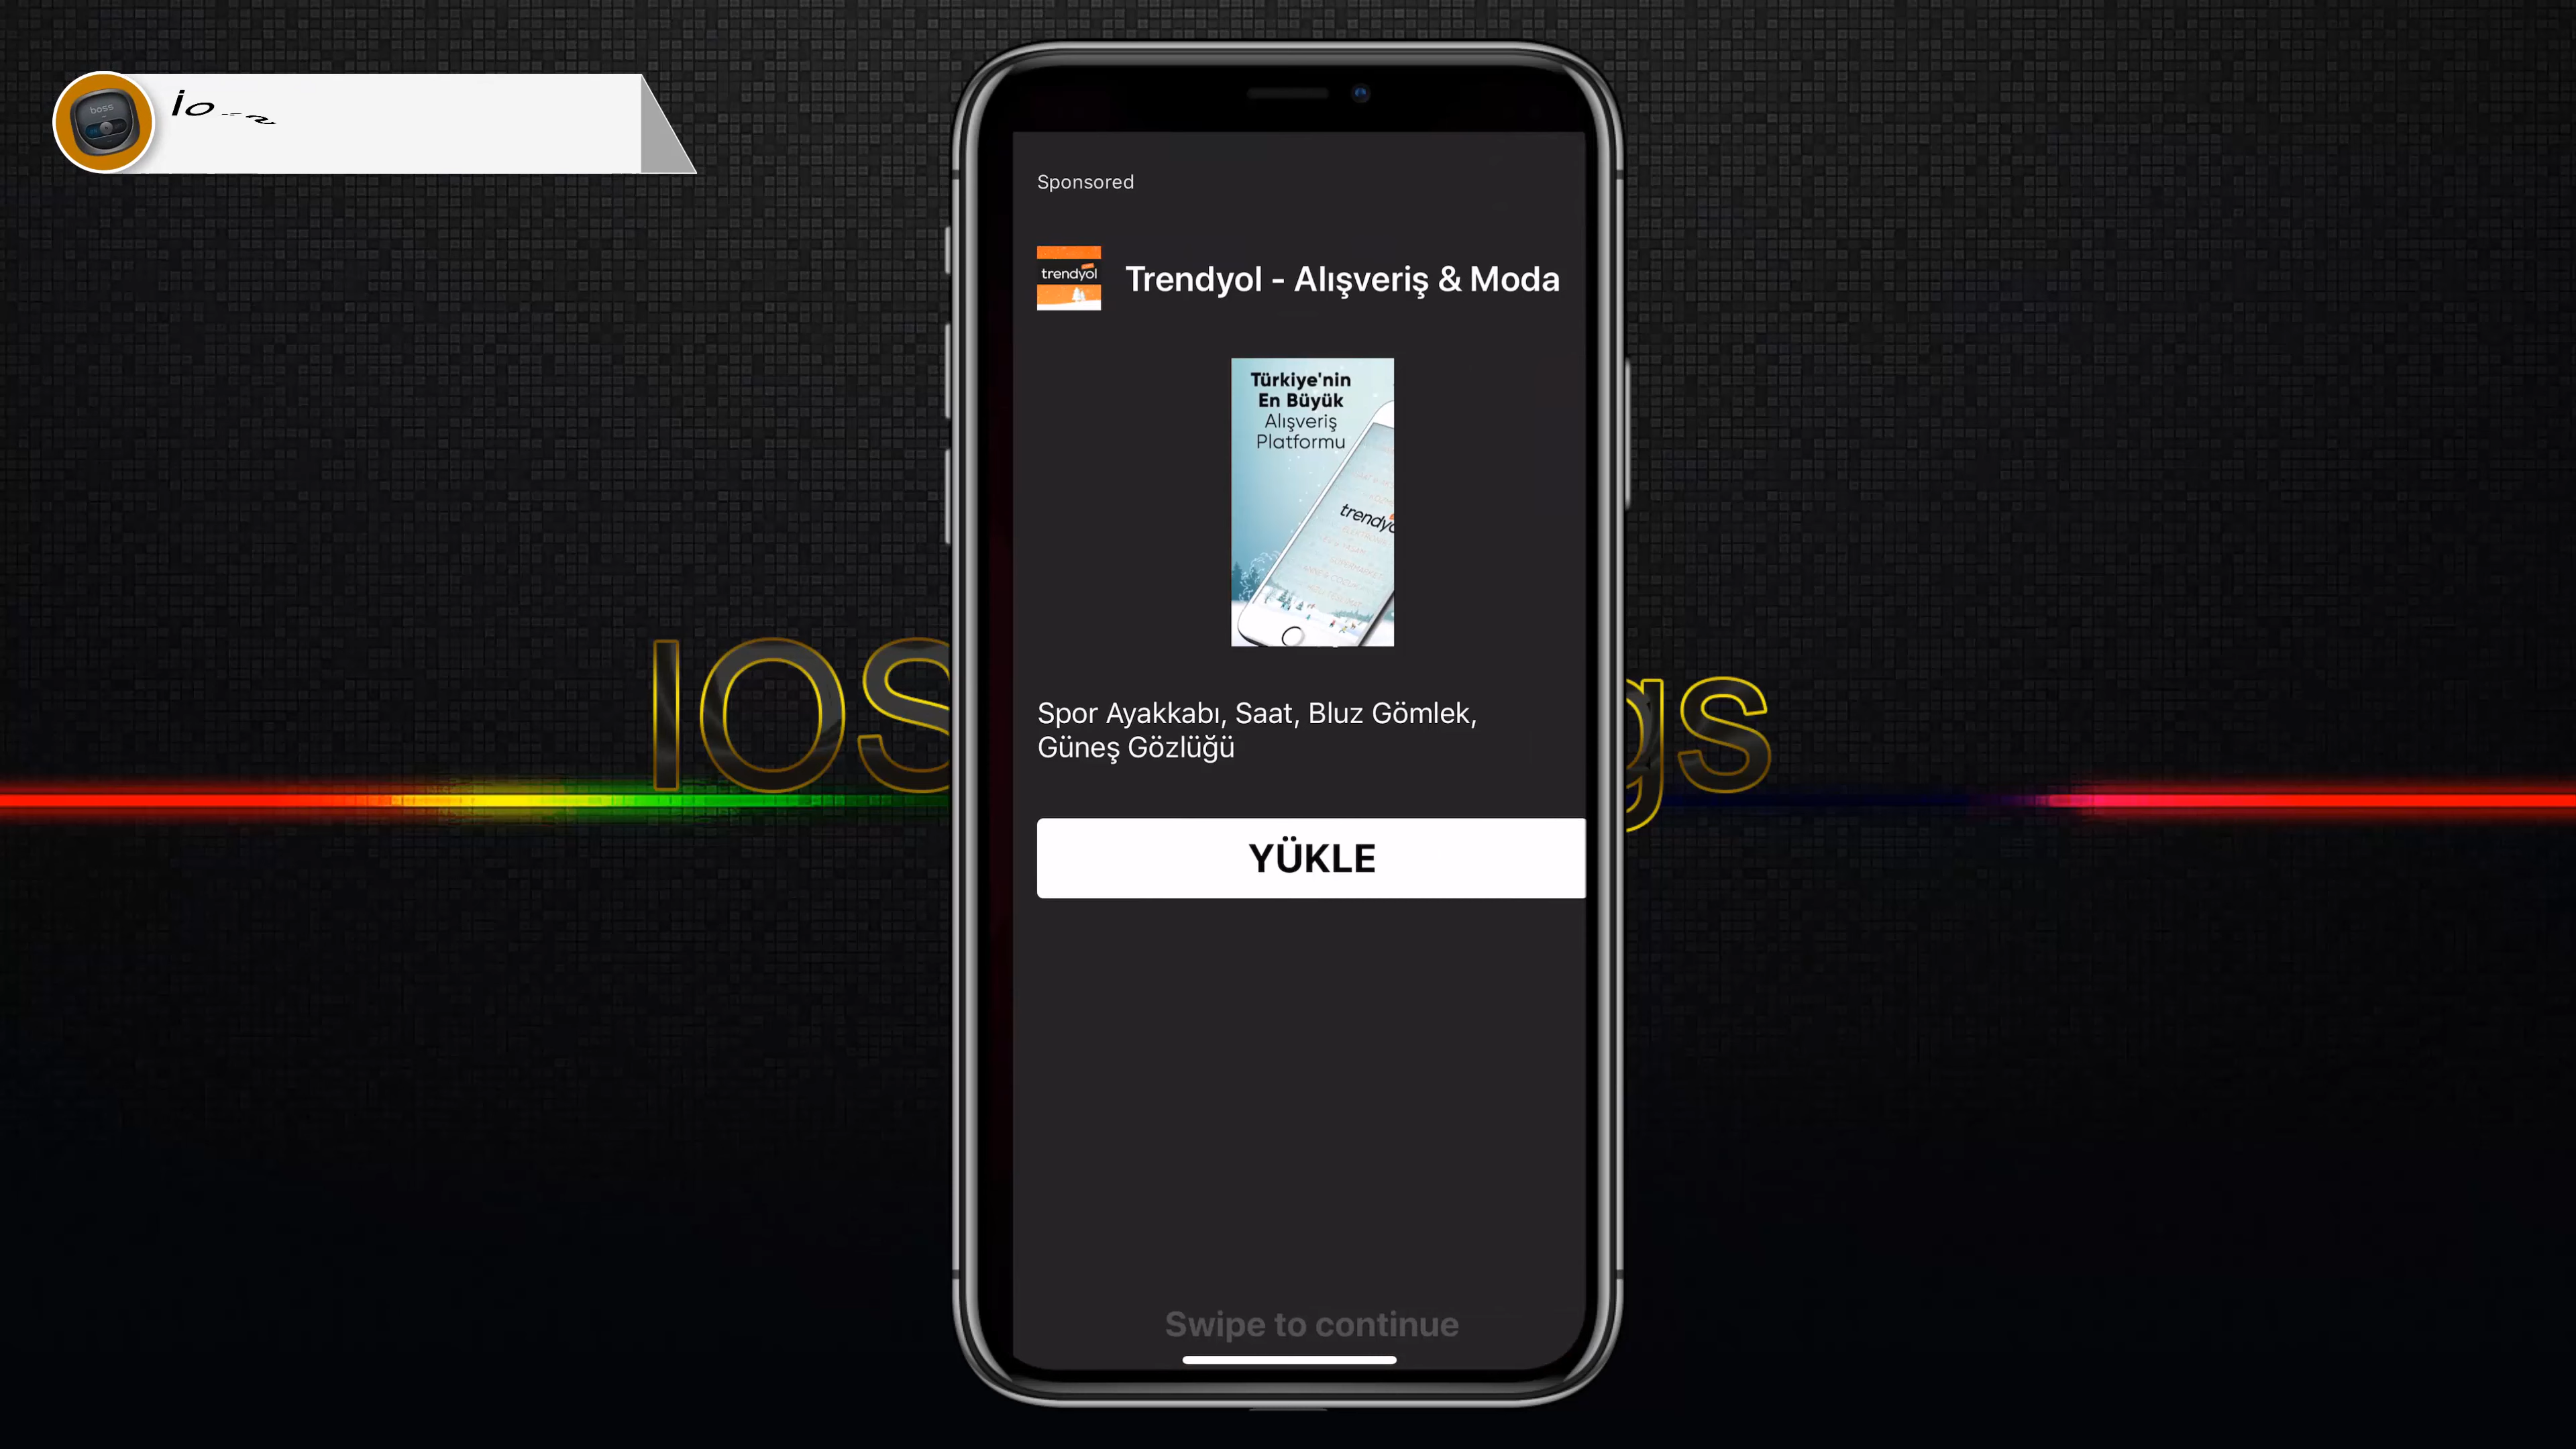 boss
Sponsored
trendyol
Trendyol - Alışveriş & Moda
Türkiye'nin
En Büyük
Alışveriş
Platformu
Spor Ayakkabı, Saat, Bluz Gömlek,
Güneş Gözlüğü
IOS
gs
YÜKLE
Swipe to continue